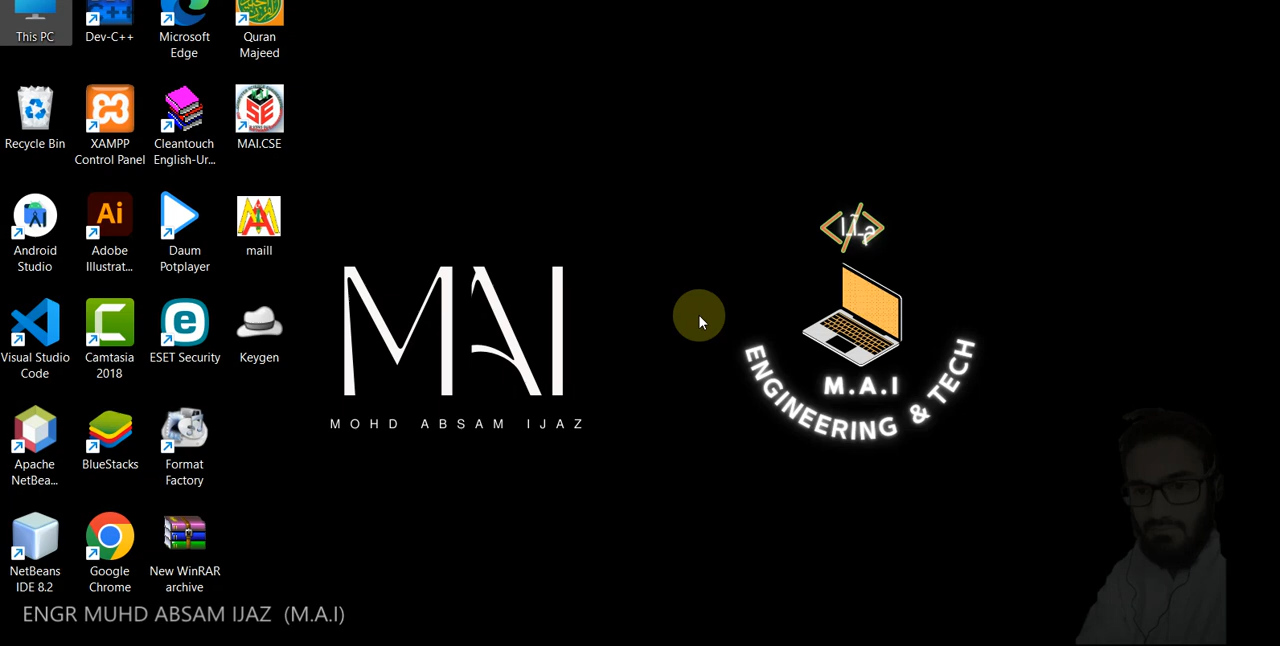 This PC
Dev-C++
Microsoft
Edge
Quran
Majeed
Recycle Bin
XAMPP
Control Panel
Cleantouch
English-Ur...
MAI.CSE
Android
Studio
Ai
Adobe
Illustrat...
Daum
Potplayer
maill
Visual Studio
Code
Camtasia
2018
ESET Security
Keygen
Apache
NetBea...
BlueStacks
Format
Factory
NetBeans
IDE 8.2
Google
Chrome
New WinRAR
archive
MAI
MOHD ABSAM IJAZ
M.A.I
ENGINEERING & TECH
ENGR MUHD ABSAM IJAZ (M.A.I)